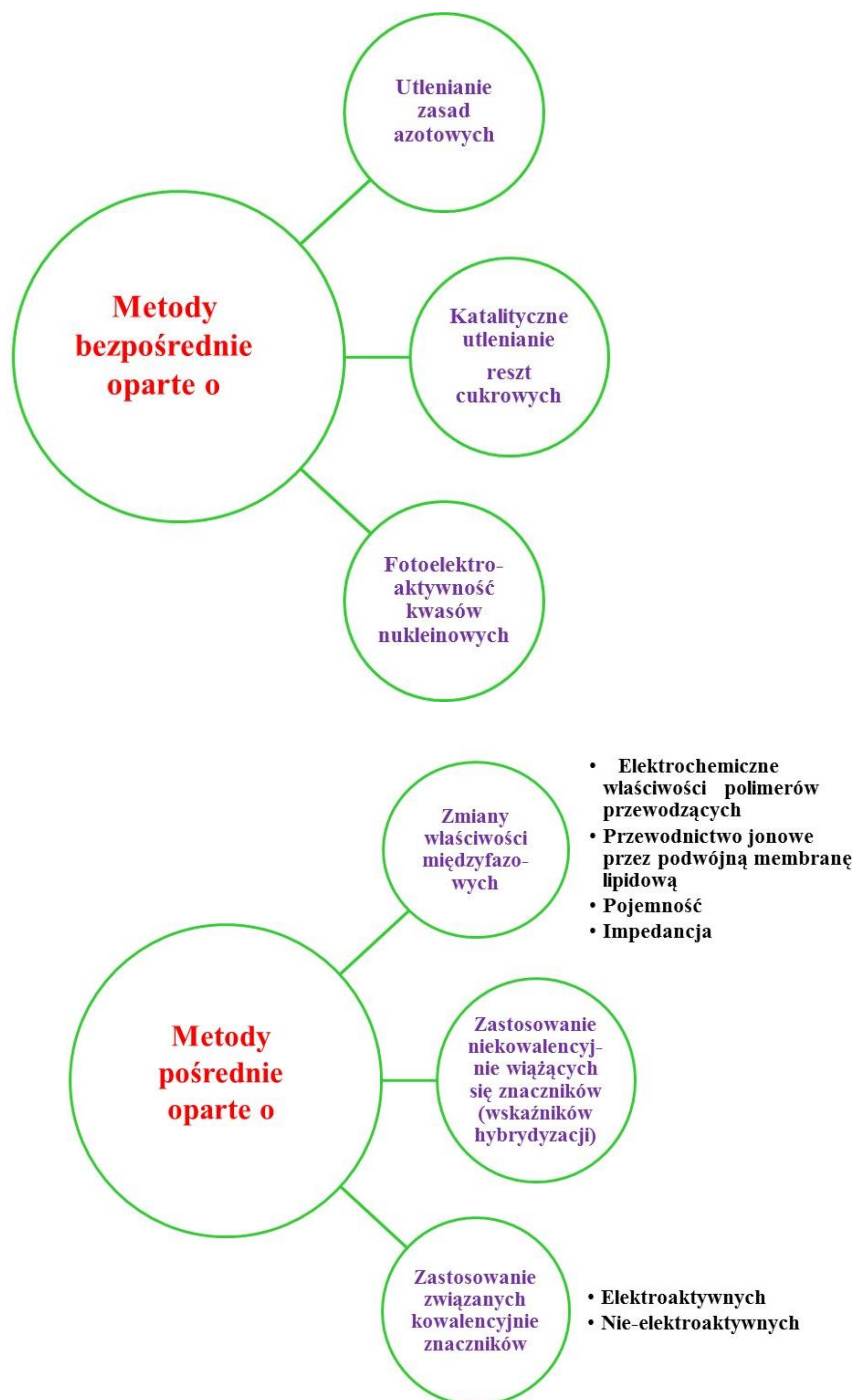 Utlenianie
zasad
azotowych
Metody
bezpośrednie
oparte o
Katalityczne
utlenianie
reszt
cukrowych
Fotoelektro-
aktywność
kwasów
nukleinowych
Zmiany
właściwości
międzyfazo-
wych
• Elektrochemiczne
właściwości polimerów
przewodzących
• Przewodnictwo jonowe
przez podwójną membranę
lipidową
• Pojemność
• Impedancja
Metody
pośrednie
oparte o
Zastosowanie
niekowalencyj-
nie wiążących
się znaczników
(wskaźników
hybrydyzacji)
Zastosowanie
związanych
kowalencyjnie
znaczników
• Elektroaktywnych
• Nie-elektroaktywnych